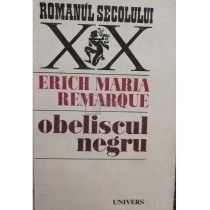 ROMANUL SECOLULUI
XX
ERICH MARIA
REMARQUE
obeliscul
negru
UNIVERS